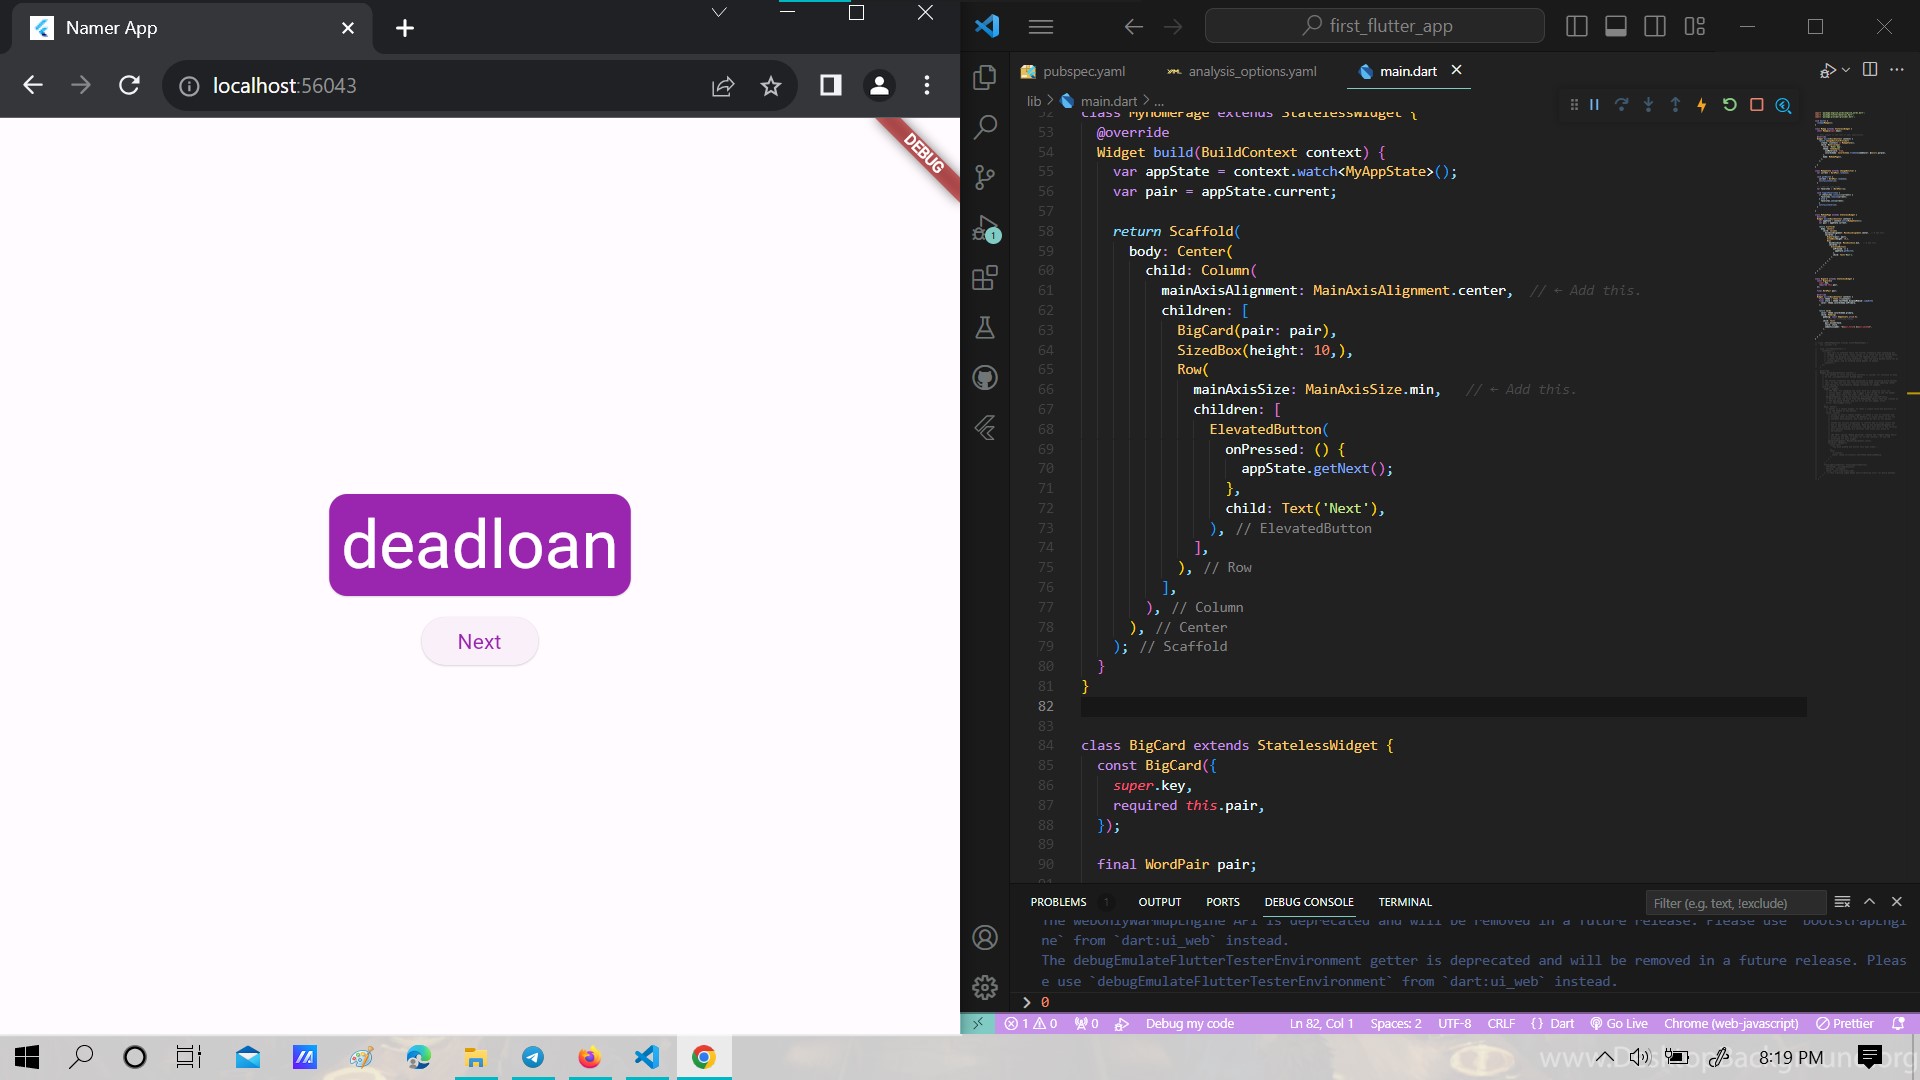 Namer App
localhost:56043
DEBUG
deadloan
Next
first_flutter_app
pubspec.yaml
analysis_options.yaml
main.dart
lib > main.dart > ...
52 class MyHomePage extends StatelessWidget {
53 @override
54 Widget build(BuildContext context) {
55 var appState = context.watch<MyAppState>();
56 var pair = appState.current;
57
58 return Scaffold(
59 body: Center(
60 child: Column(
61 mainAxisAlignment: MainAxisAlignment.center, // ← Add this.
62 children: [
63 BigCard(pair: pair),
64 SizedBox(height: 10,),
65 Row(
66 mainAxisSize: MainAxisSize.min, // ← Add this.
67 children: [
68 ElevatedButton(
69 onPressed: () {
70 appState.getNext();
71 },
72 child: Text('Next'),
73 ), // ElevatedButton
74 ],
75 ), // Row
76 ],
77 ), // Column
78 ), // Center
79 ); // Scaffold
80 }
81 }
82
83
84 class BigCard extends StatelessWidget {
85 const BigCard({
86 super.key,
87 required this.pair,
88 });
89
90 final WordPair pair;
91
1
PROBLEMS 1 OUTPUT PORTS DEBUG CONSOLE TERMINAL
Filter (e.g. text, !exclude)
The webOnlyWarmupEngine API is deprecated and will be removed in a future release. Please use `bootstrapEngi
ne` from `dart:ui_web` instead.
The debugEmulateFlutterTesterEnvironment getter is deprecated and will be removed in a future release. Pleas
e use `debugEmulateFlutterTesterEnvironment` from `dart:ui_web` instead.
> 0
1 0 0 Debug my code Ln 82, Col 1 Spaces: 2 UTF-8 CRLF {} Dart Go Live Chrome (web-javascript) Prettier
8:19 PM